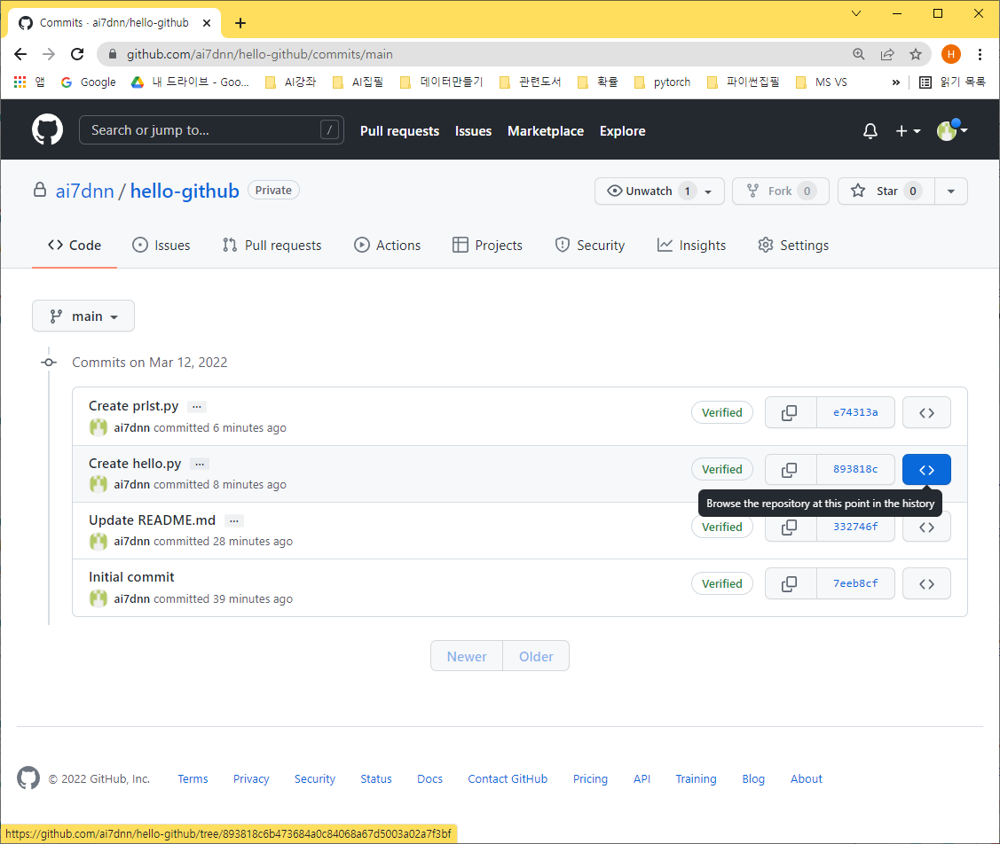 Commits · ai7dnn/hello-github
github.com/ai7dnn/hello-github/commits/main
H
앱 Google 내 드라이브 - Goo... AI강좌 AI집필 데이터만들기 관련도서 확률 pytorch 파이썬집필 MS VS » 읽기 목록
Search or jump to... / Pull requests Issues Marketplace Explore
ai7dnn / hello-github Private Unwatch 1 Fork 0 Star 0
Code Issues Pull requests Actions Projects Security Insights Settings
main
Commits on Mar 12, 2022
Create prlst.py ...
ai7dnn committed 6 minutes ago Verified e74313a
Create hello.py ...
ai7dnn committed 8 minutes ago Verified 893818c
Browse the repository at this point in the history
Update README.md ...
ai7dnn committed 28 minutes ago Verified 332746f
Initial commit
ai7dnn committed 39 minutes ago Verified 7eeb8cf
Newer Older
© 2022 GitHub, Inc. Terms Privacy Security Status Docs Contact GitHub Pricing API Training Blog About
https://github.com/ai7dnn/hello-github/tree/893818c6b473684a0c84068a67d5003a02a7f3bf